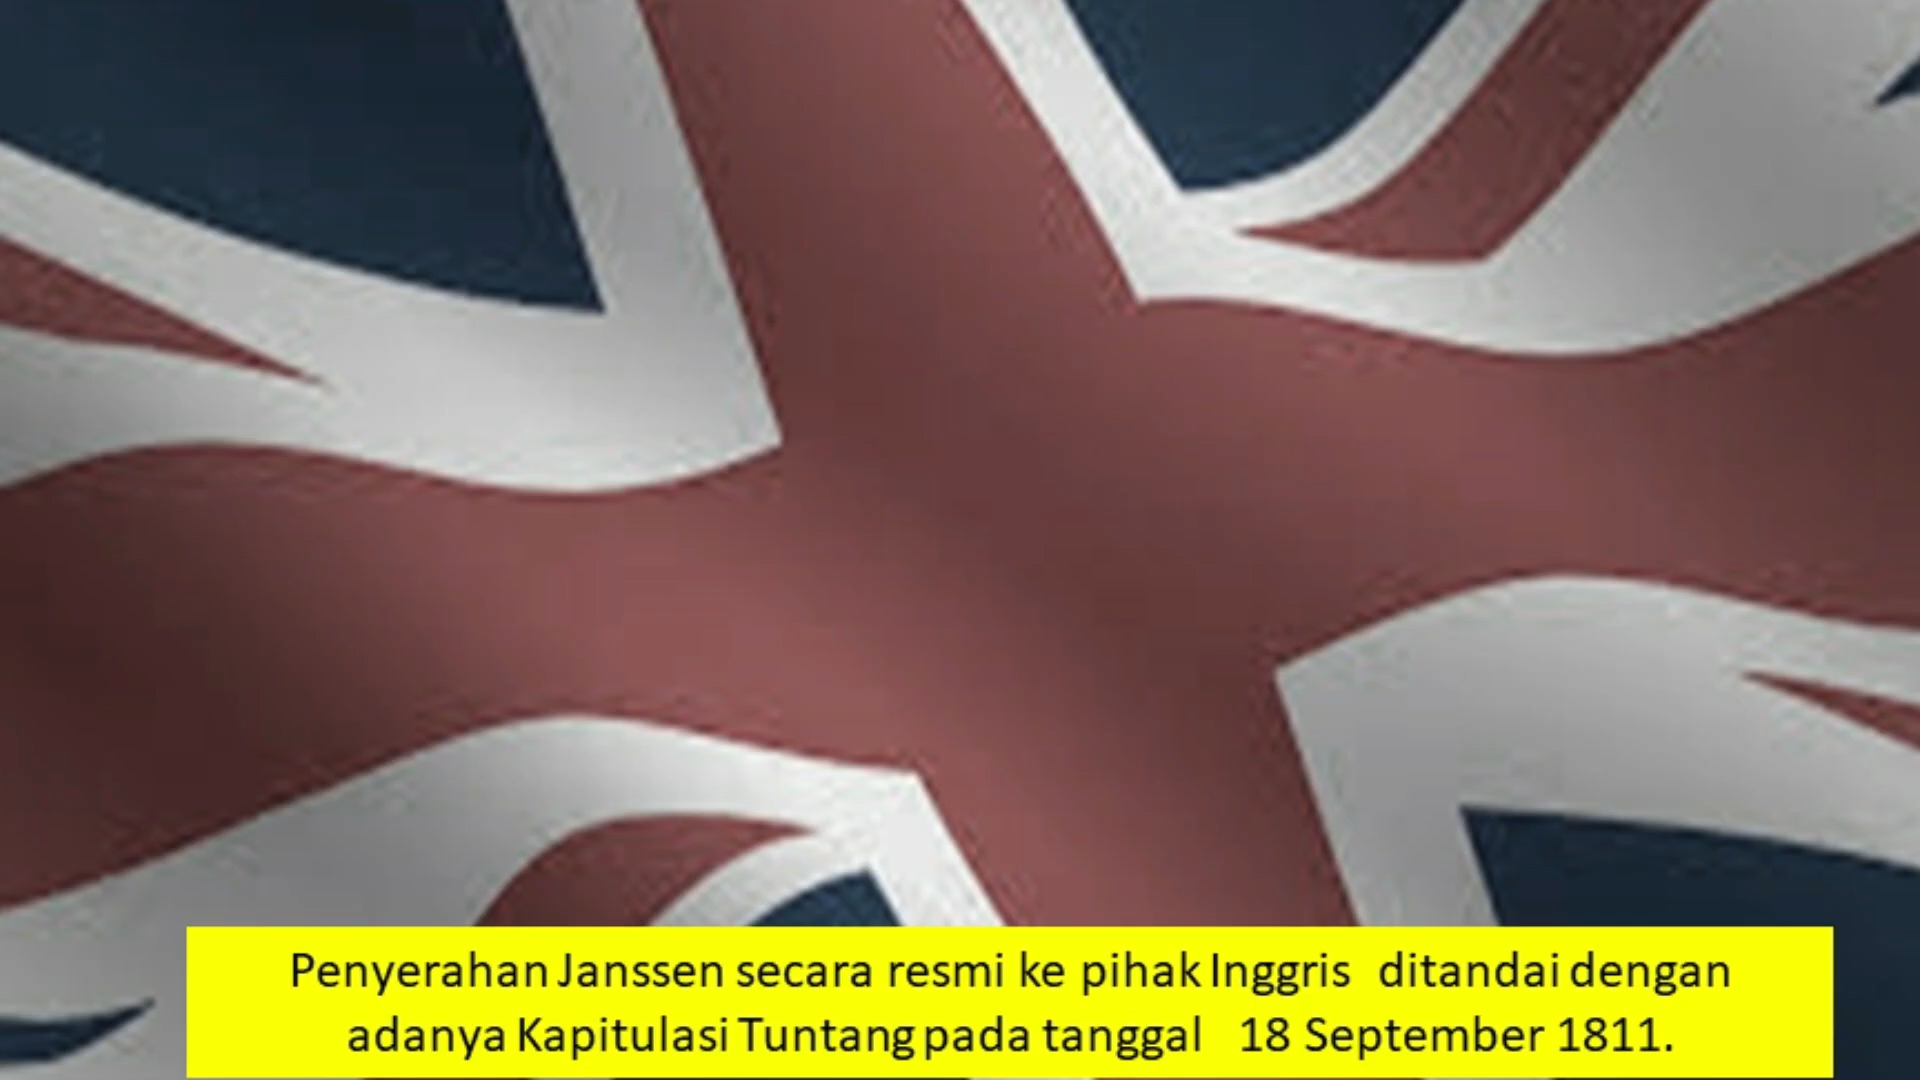 Penyerahan Janssen secara resmi ke pihak Inggris ditandai dengan
adanya Kapitulasi Tuntang pada tanggal 18 September 1811.